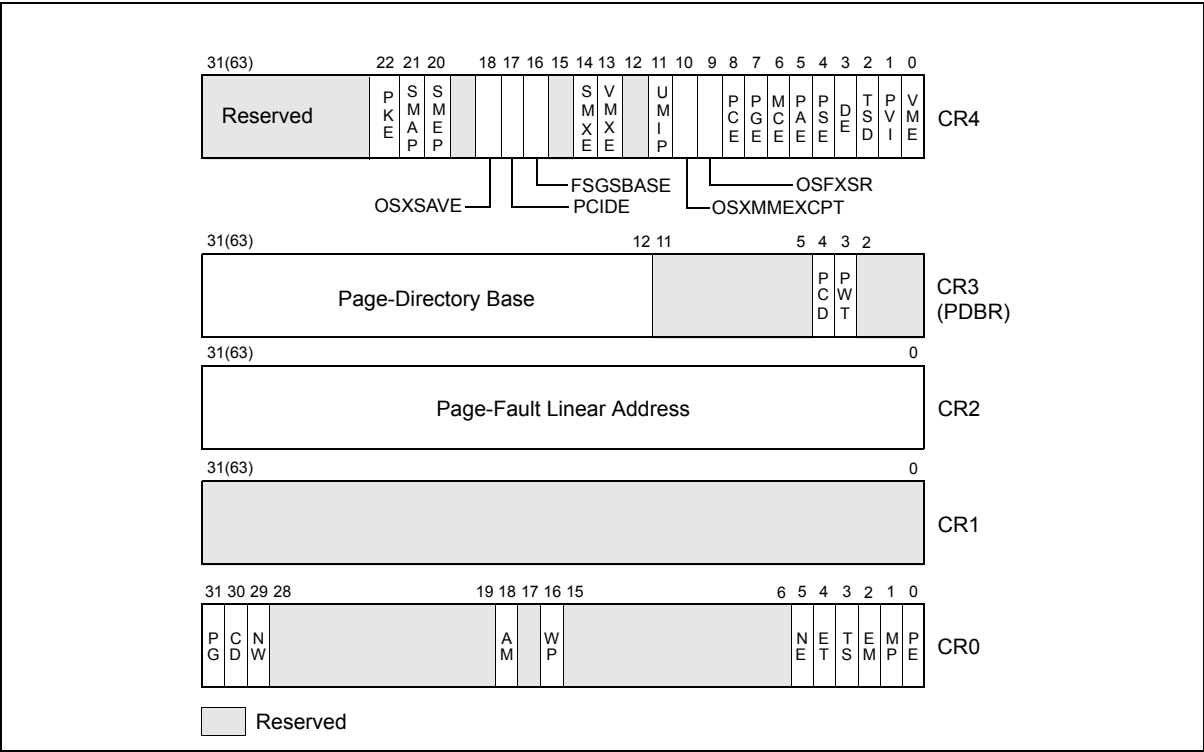 31(63) 22 21 20 18 17 16 15 14 13 12 11 10 9 8 7 6 5 4 3 2 1 0
Reserved PKE SMAP SMEP SMXE VMXE UMIP PCE PGE MCE PAE PSE DE TSD PVI VME CR4
FSGSBASE OSFXSR
OSXSAVE PCIDE OSXMMEXCPT
31(63) 12 11 5 4 3 2
Page-Directory Base PCD PWT CR3
(PDBR)
31(63) 0
Page-Fault Linear Address CR2
31(63) 0
CR1
31 30 29 28 19 18 17 16 15 6 5 4 3 2 1 0
PG CD NW AM WP NE ET TS EM MP PE CR0
Reserved